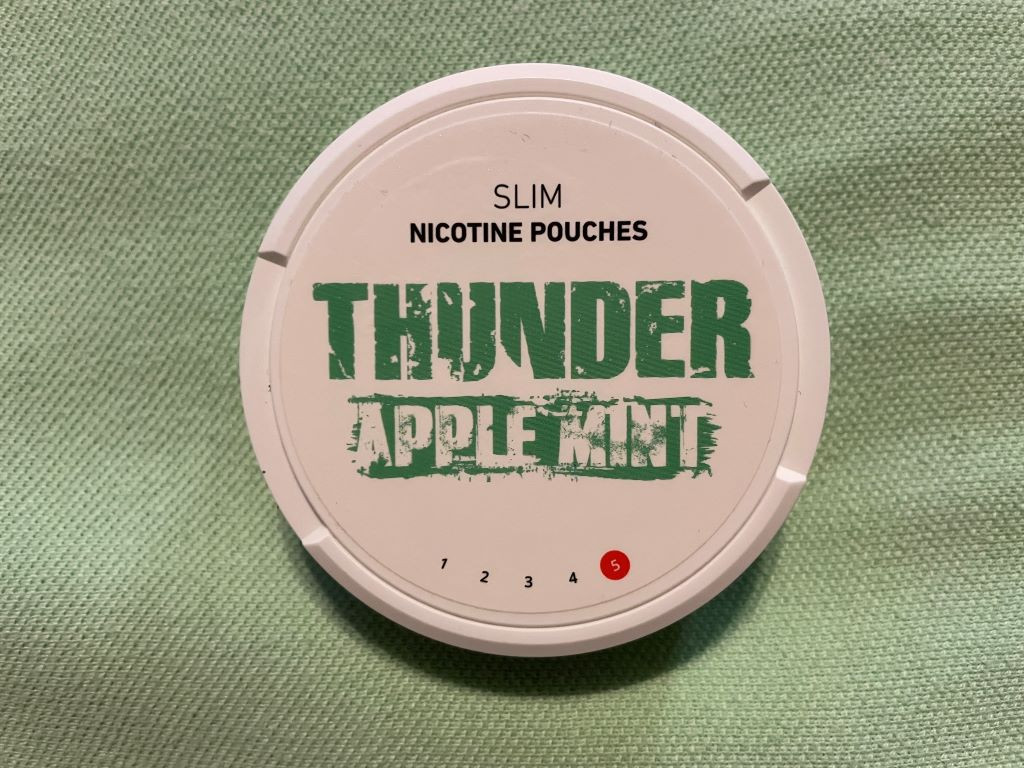 SLIM
NICOTINE POUCHES
THUNDER
APPLE MINT
1 2 3 4 5